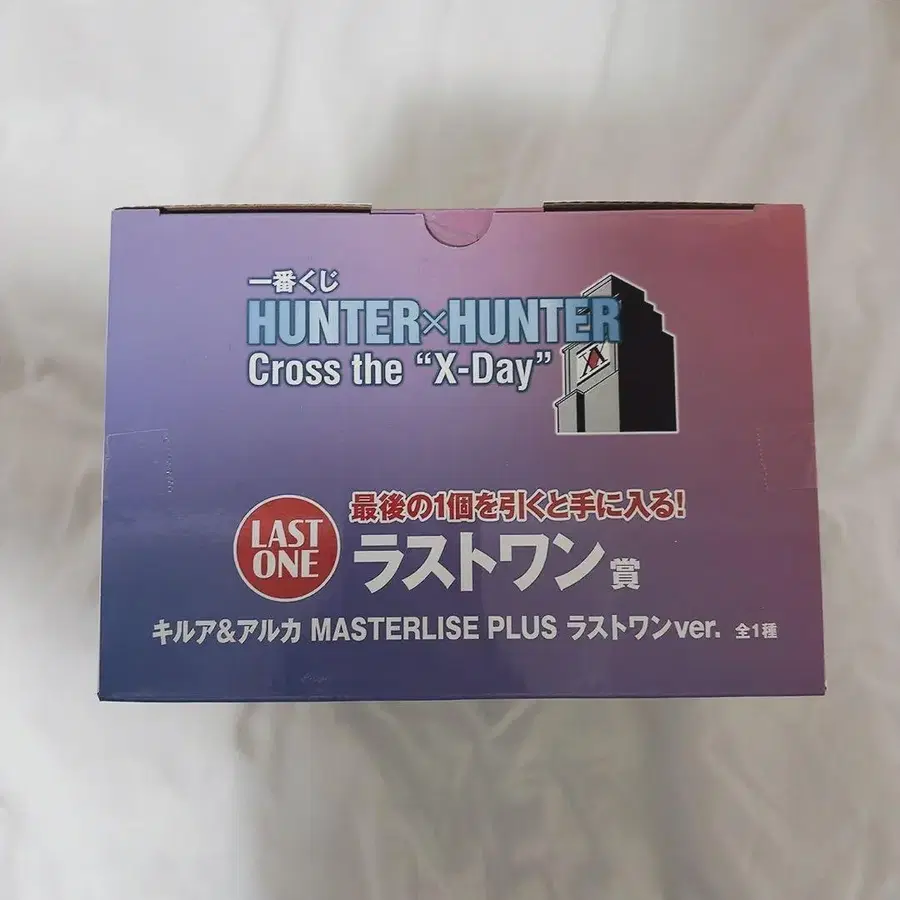 一番くじ
HUNTER×HUNTER
Cross the “X-Day”
LAST
ONE
最後の1個を引くと手に入る!
ラストワン賞
キルア&アルカ MASTERLISE PLUS ラストワンver. 全1種